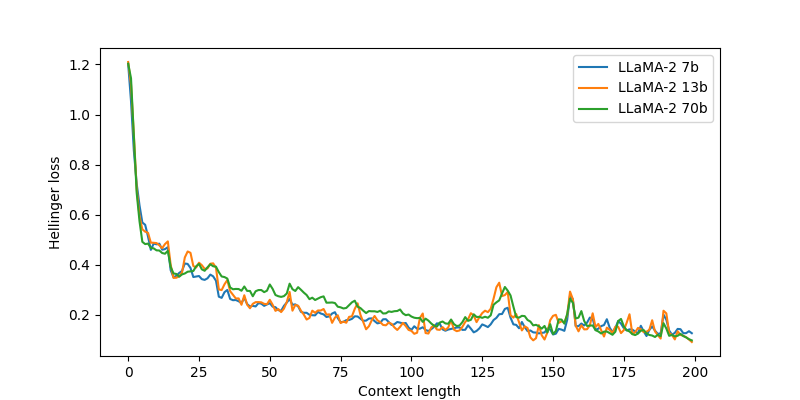 1.2
1.0
0.8
0.6
0.4
0.2
Hellinger loss
LLaMA-2 7b
LLaMA-2 13b
LLaMA-2 70b
0 25 50 75 100 125 150 175 200
Context length